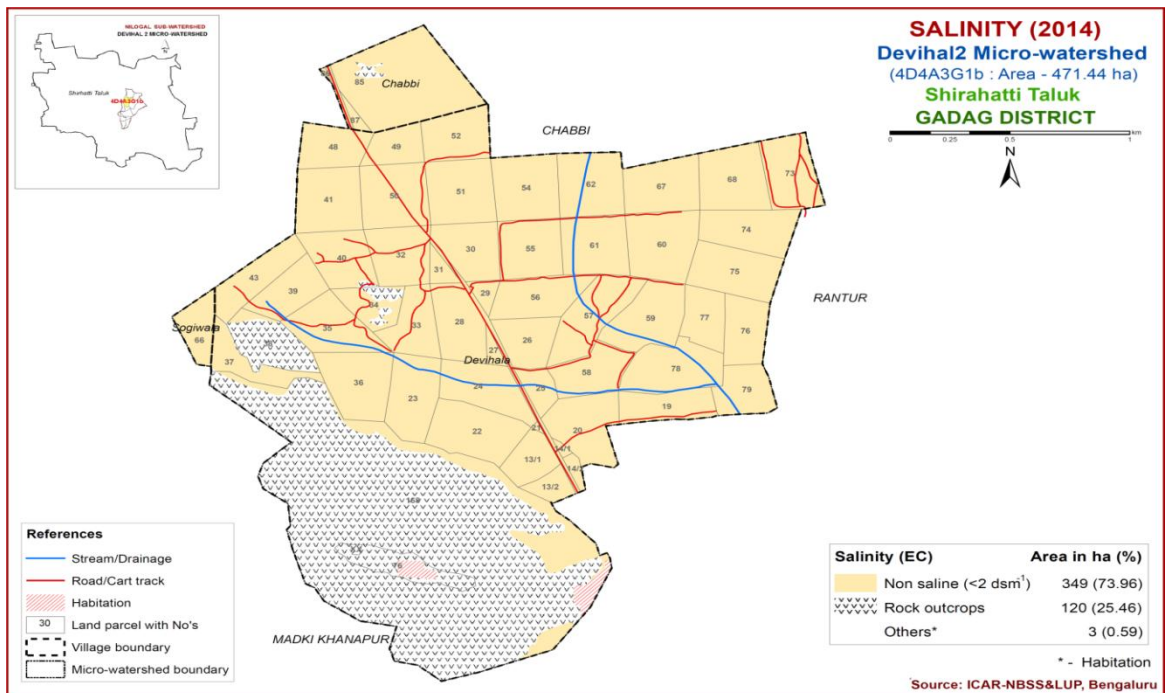 NILOGAL SUB-WATERSHED
DEVIHAL 2 MICRO-WATERSHED
N
Shirhatti Taluk
4D4A3G1b
SALINITY (2014)
Devihal2 Micro-watershed
(4D4A3G1b : Area - 471.44 ha)
Shirahatti Taluk
GADAG DISTRICT
0 0.25 0.5 1 km
N
85
Chabbi
87
CHABBI
52
48 49
51 54 62 67 68 73
41 50
74
40 32 31 30 55 61 60
75
43 39 29 56
34 57 59 77 76
RANTUR
Sogiwala
66 35 33 28 27 26
38 37
Devihala
36 24 25 58 78 79
23 19
22 21 20
14/1
13/1
13/2
76
MADKI KHANAPUR
References
Stream/Drainage
Road/Cart track
Habitation
30 Land parcel with No's
Village boundary
Micro-watershed boundary
Salinity (EC) Area in ha (%)
Non saline (<2 dsm-1) 349 (73.96)
Rock outcrops 120 (25.46)
Others* 3 (0.59)
* - Habitation
Source: ICAR-NBSS&LUP, Bengaluru